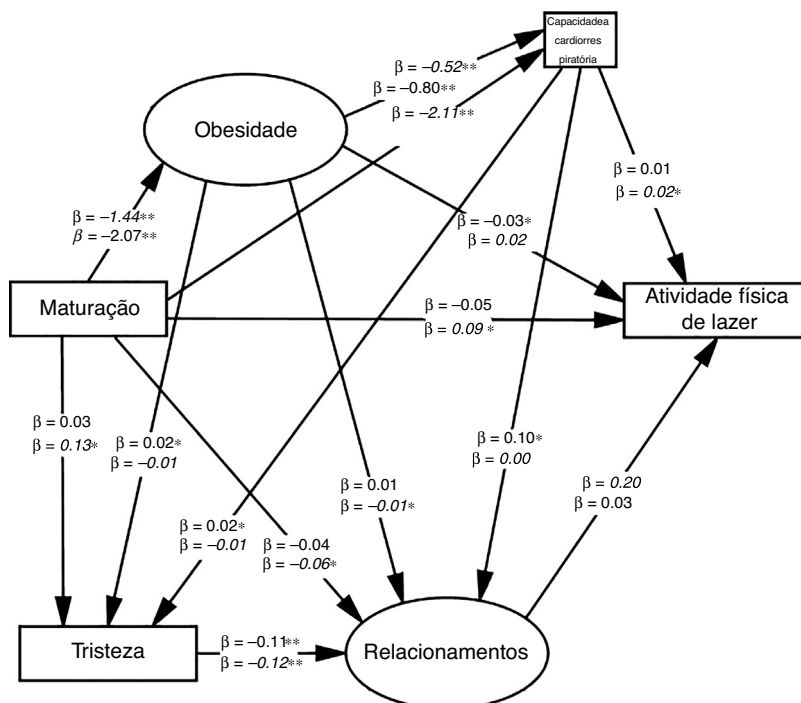 Capacidadea
cardiorres
piratória
β = –0.52**
β = –0.80**
β = –2.11**
Obesidade
β = 0.01
β = 0.02*
β = –1.44**
β = –2.07**
β = –0.03*
β = 0.02
Maturação
β = –0.05
β = 0.09 *
Atividade física
de lazer
β = 0.03
β = 0.13*
β = 0.02*
β = –0.01
β = 0.10*
β = 0.00
β = 0.01
β = –0.01*
β = 0.20
β = 0.03
β = 0.02*
β = –0.01
β = –0.04
β = –0.06*
Tristeza
β = –0.11**
β = –0.12**
Relacionamentos